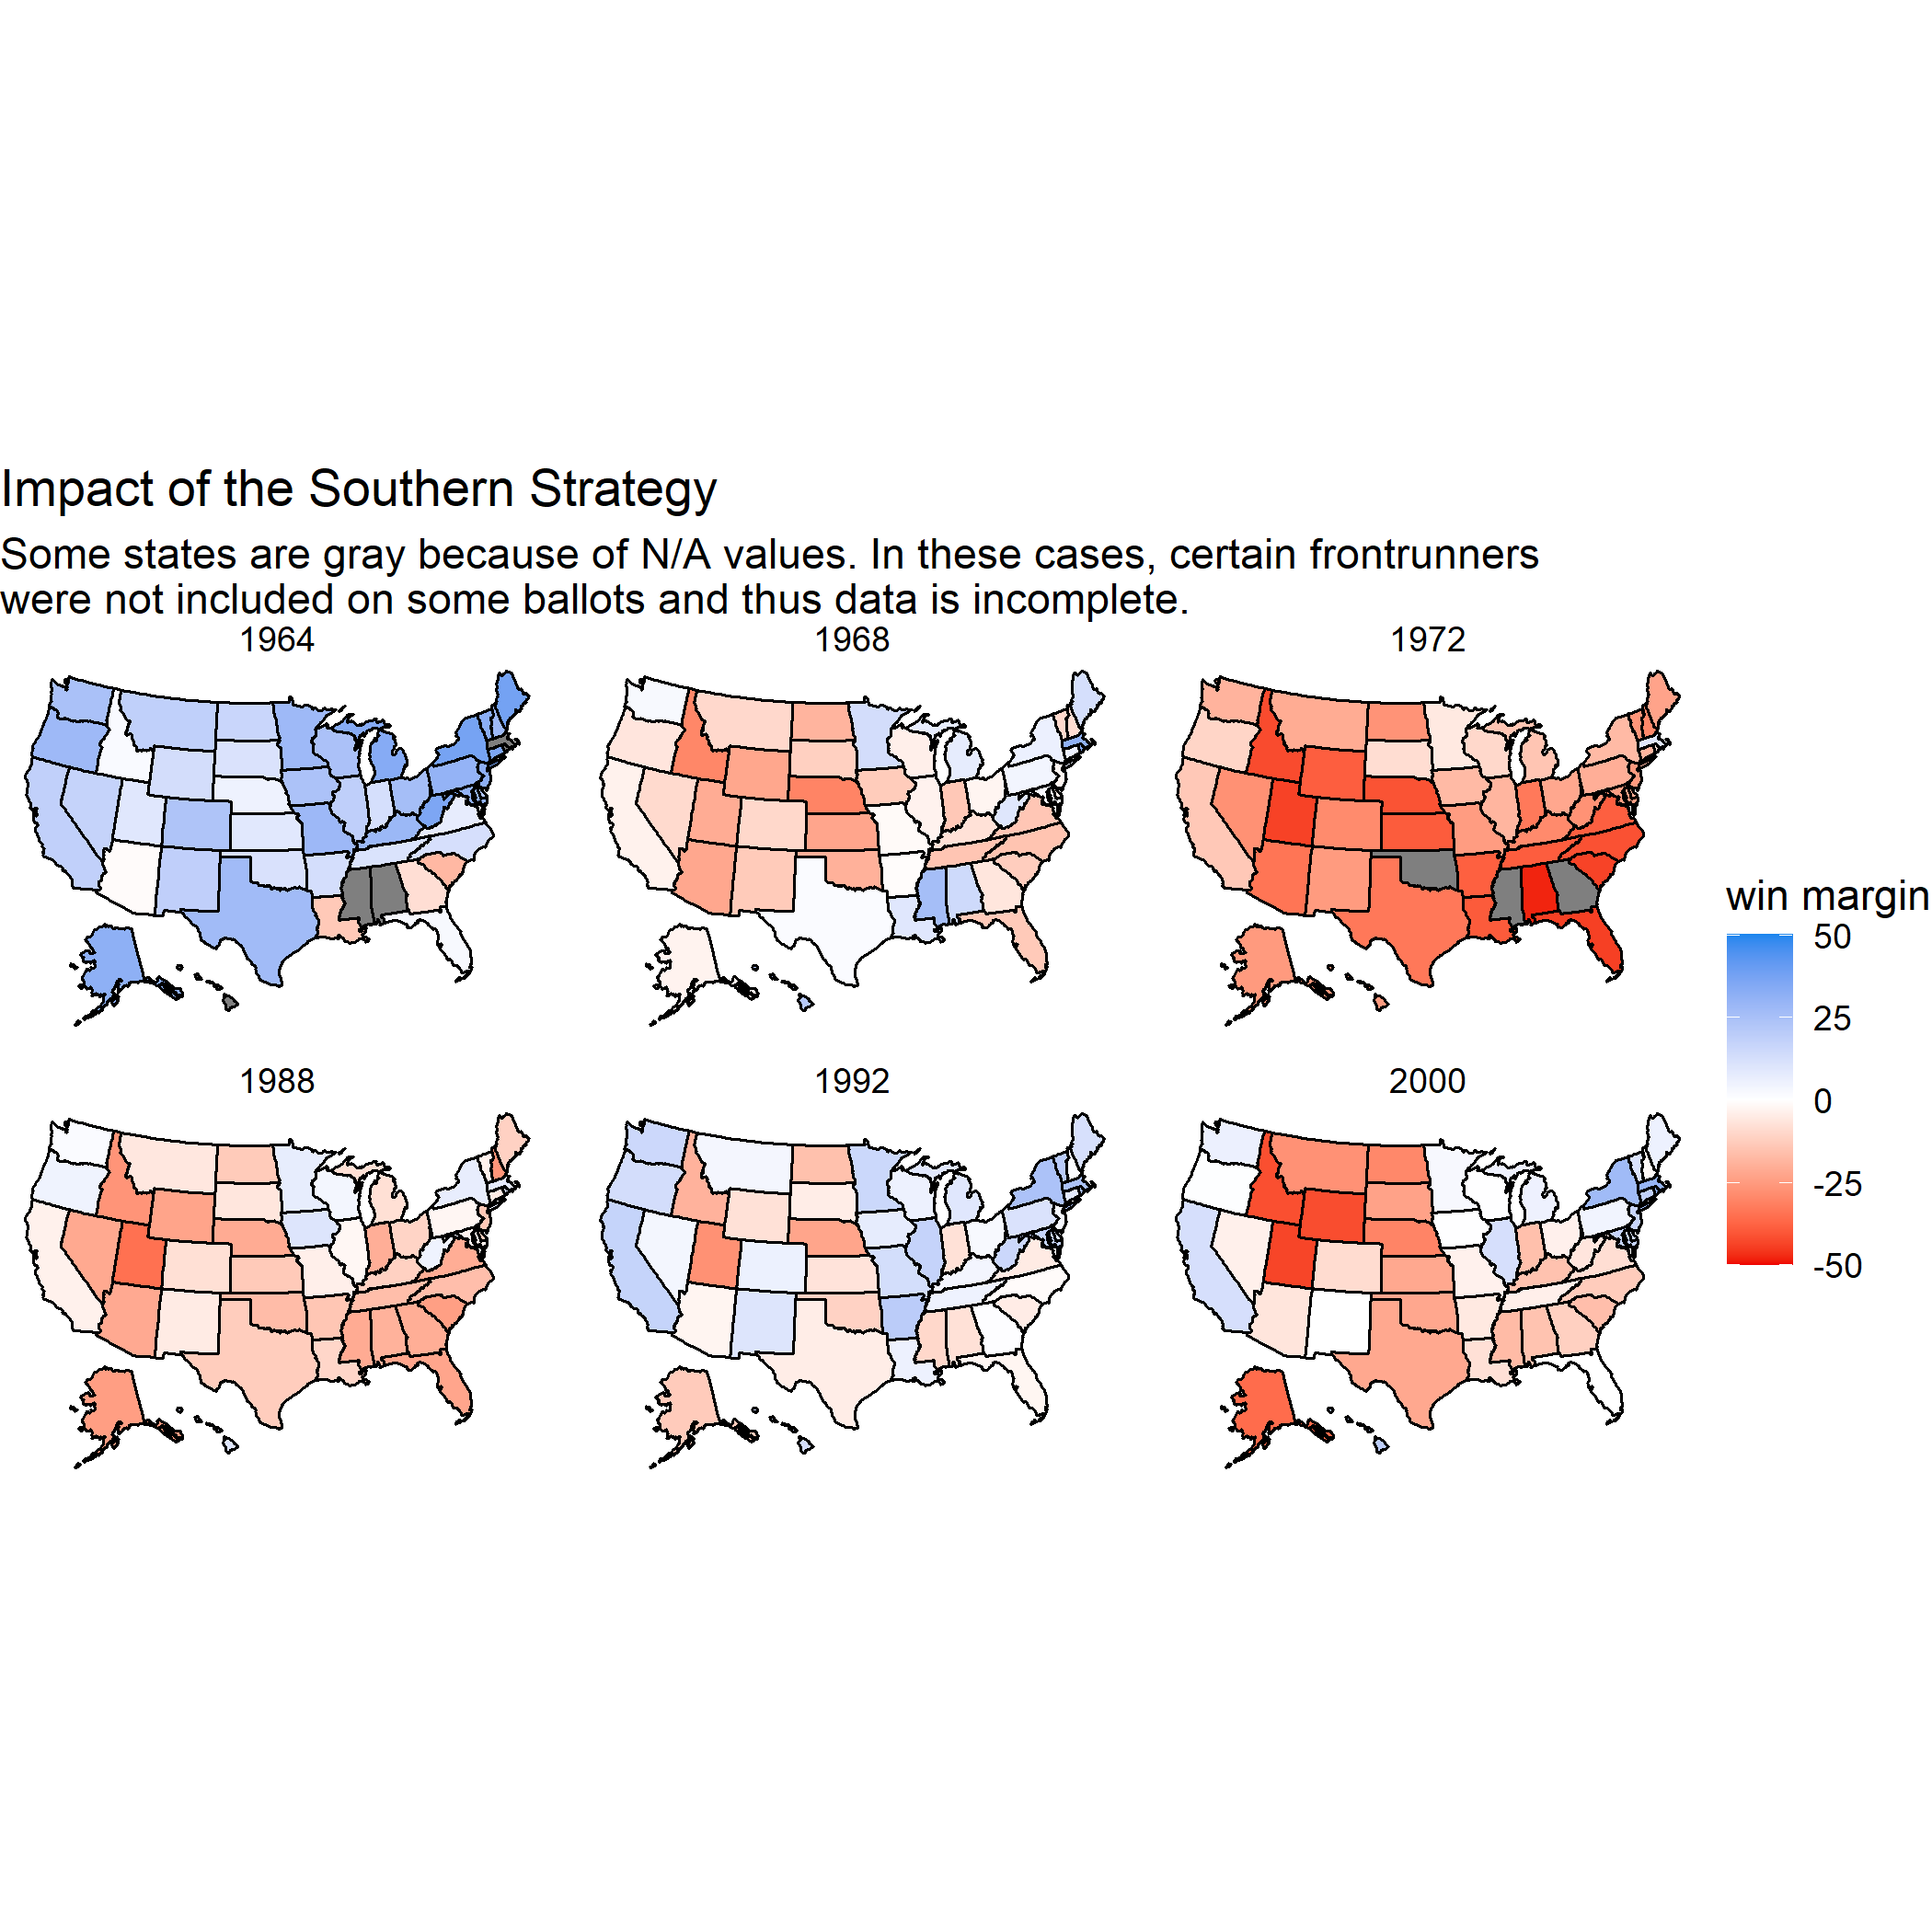 Impact of the Southern Strategy
Some states are gray because of N/A values. In these cases, certain frontrunners
were not included on some ballots and thus data is incomplete.
1964
1968
1972
1988
1992
2000
win margin
50
25
0
-25
-50